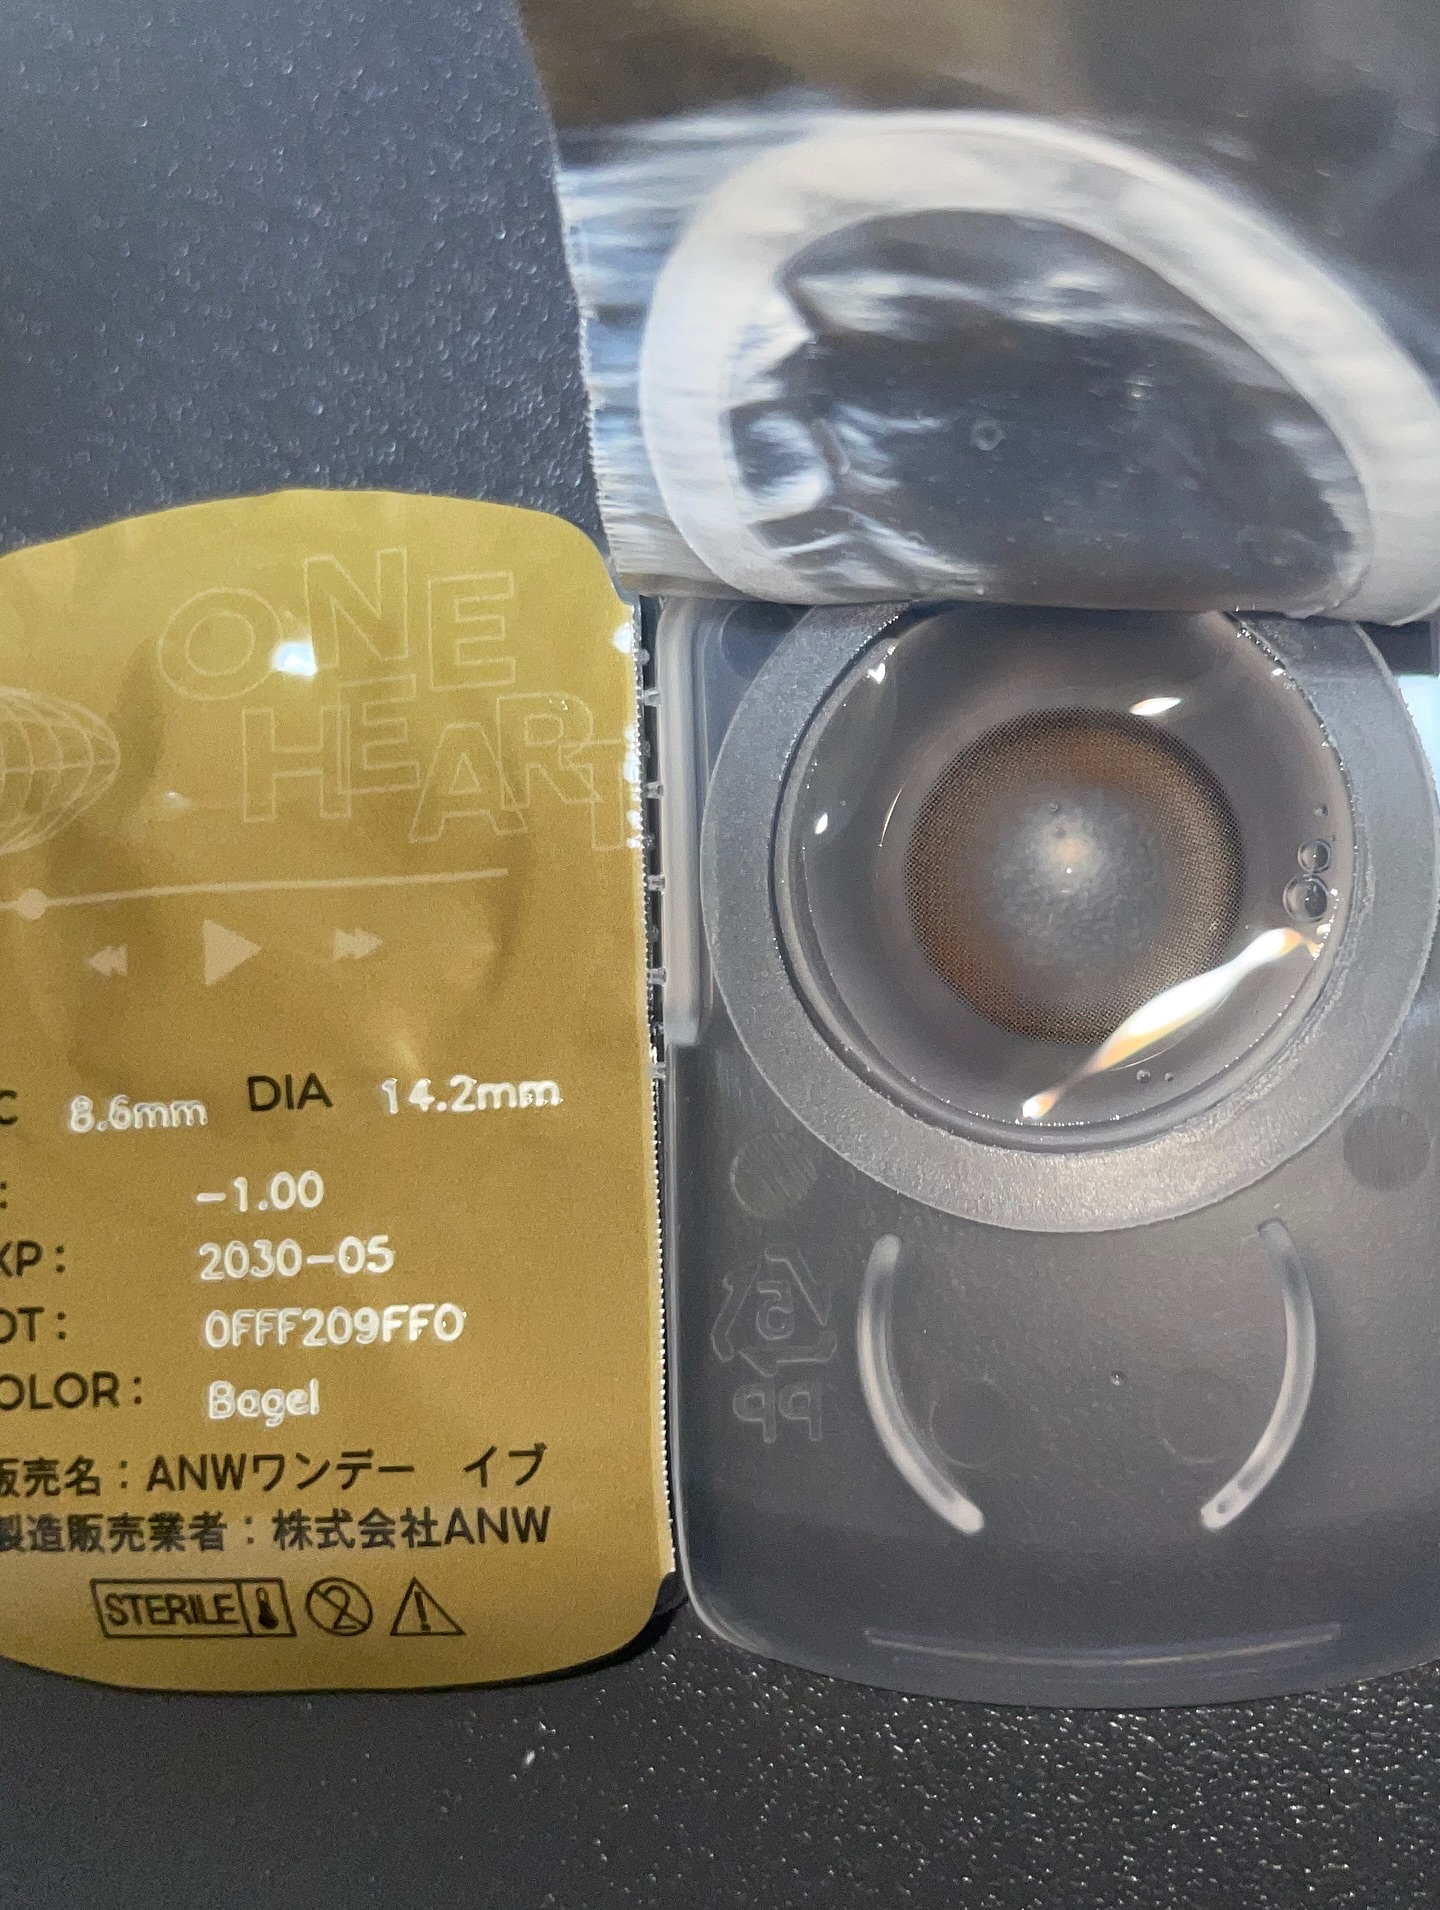 ONE
HEART
C 8.6mm DIA 14.2mm
: -1.00
XP: 2030-05
OT: 0FFF209FF0
OLOR: Bagel
販売名:ANWワンデー イブ
製造販売業者:株式会社ANW
STERILE
2
5
PP